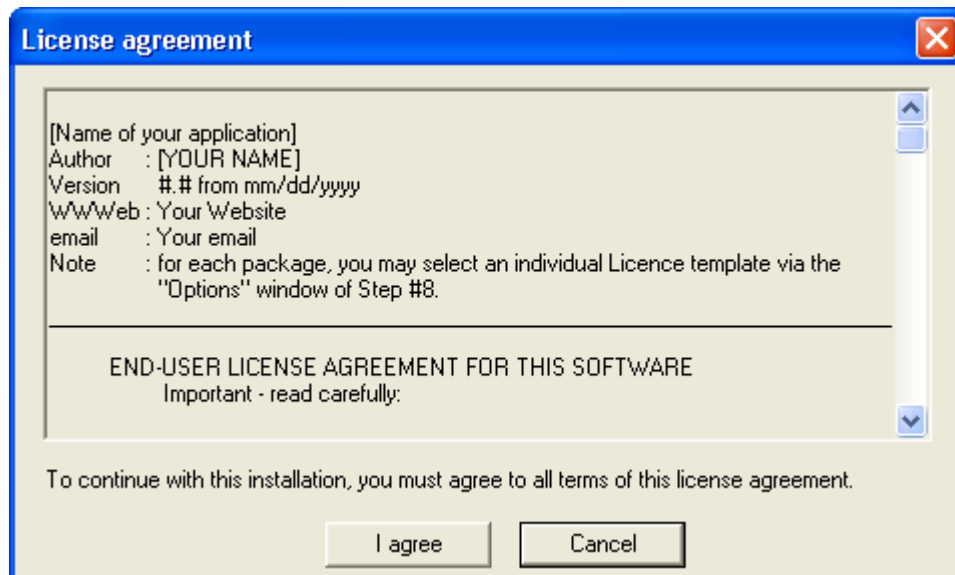 License agreement
[Name of your application]
Author : [YOUR NAME]
Version #.# from mm/dd/yyyy
WWWeb : Your Website
email : Your email
Note : for each package, you may select an individual Licence template via the
"Options" window of Step #8.
END-USER LICENSE AGREEMENT FOR THIS SOFTWARE
Important - read carefully:
To continue with this installation, you must agree to all terms of this license agreement.
I agree
Cancel